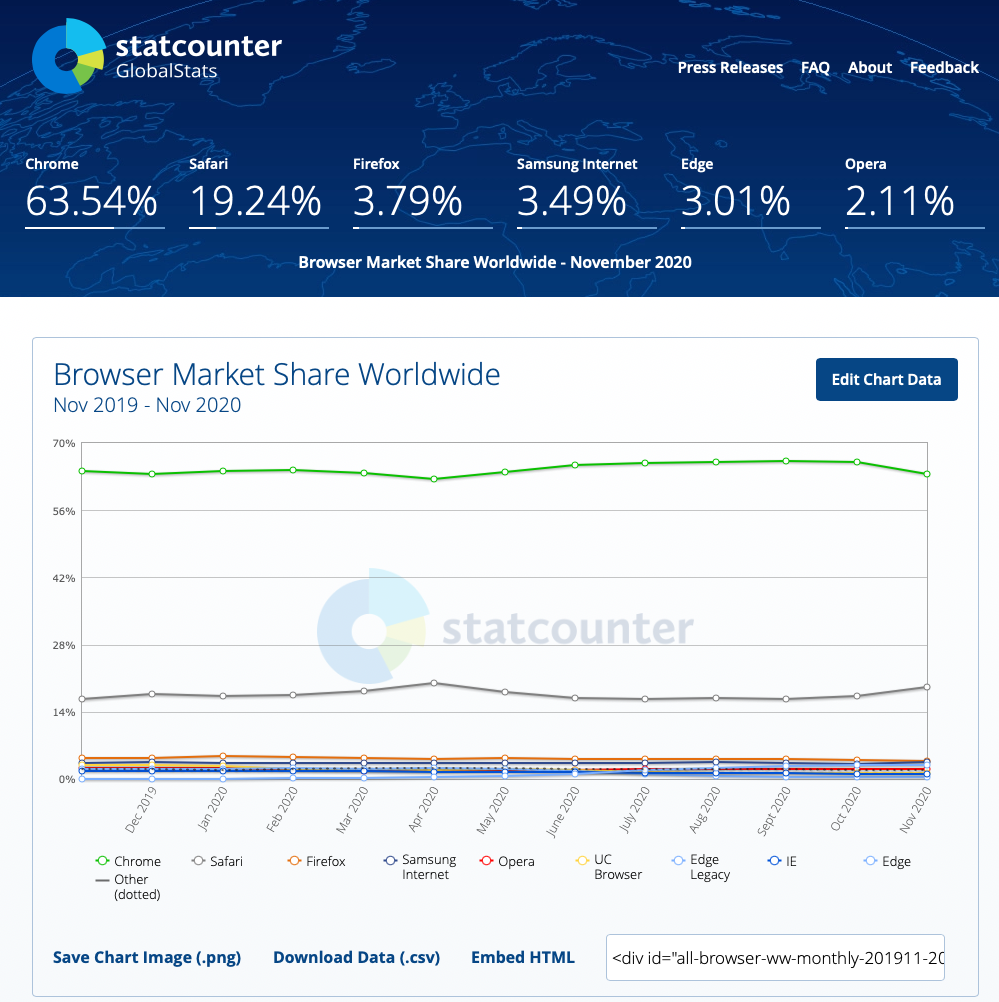 statcounter
GlobalStats
Press Releases FAQ About Feedback
Chrome Safari Firefox Samsung Internet Edge Opera
63.54% 19.24% 3.79% 3.49% 3.01% 2.11%
Browser Market Share Worldwide - November 2020
Browser Market Share Worldwide
Nov 2019 - Nov 2020
Edit Chart Data
70%
56%
42%
statcounter
28%
14%
0%
Dec 2019 Jan 2020 Feb 2020 Mar 2020 Apr 2020 May 2020 June 2020 July 2020 Aug 2020 Sept 2020 Oct 2020 Nov 2020
Chrome Safari Firefox Samsung Internet Opera UC Browser Edge Legacy IE Edge
Other (dotted)
Save Chart Image (.png) Download Data (.csv) Embed HTML <div id="all-browser-ww-monthly-201911-20